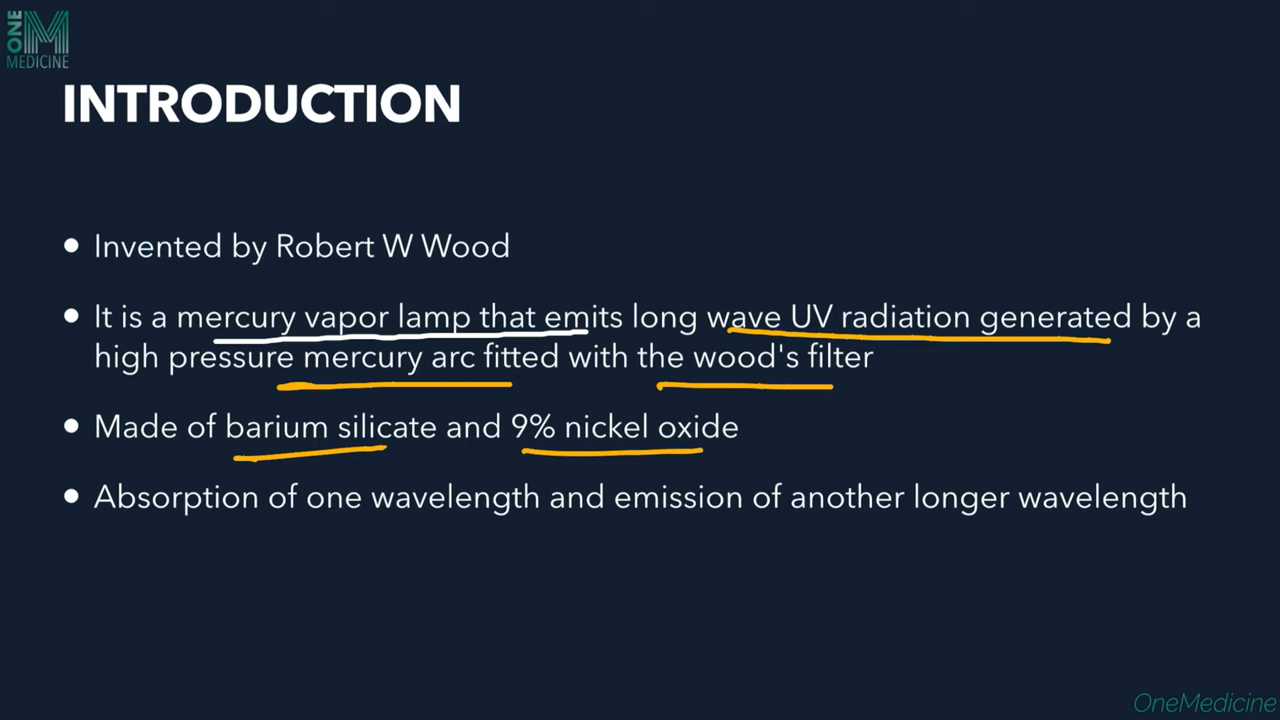 ONE
M
MEDICINE
INTRODUCTION
• Invented by Robert W Wood
• It is a mercury vapor lamp that emits long wave UV radiation generated by a
high pressure mercury arc fitted with the wood's filter
• Made of barium silicate and 9% nickel oxide
• Absorption of one wavelength and emission of another longer wavelength
OneMedicine